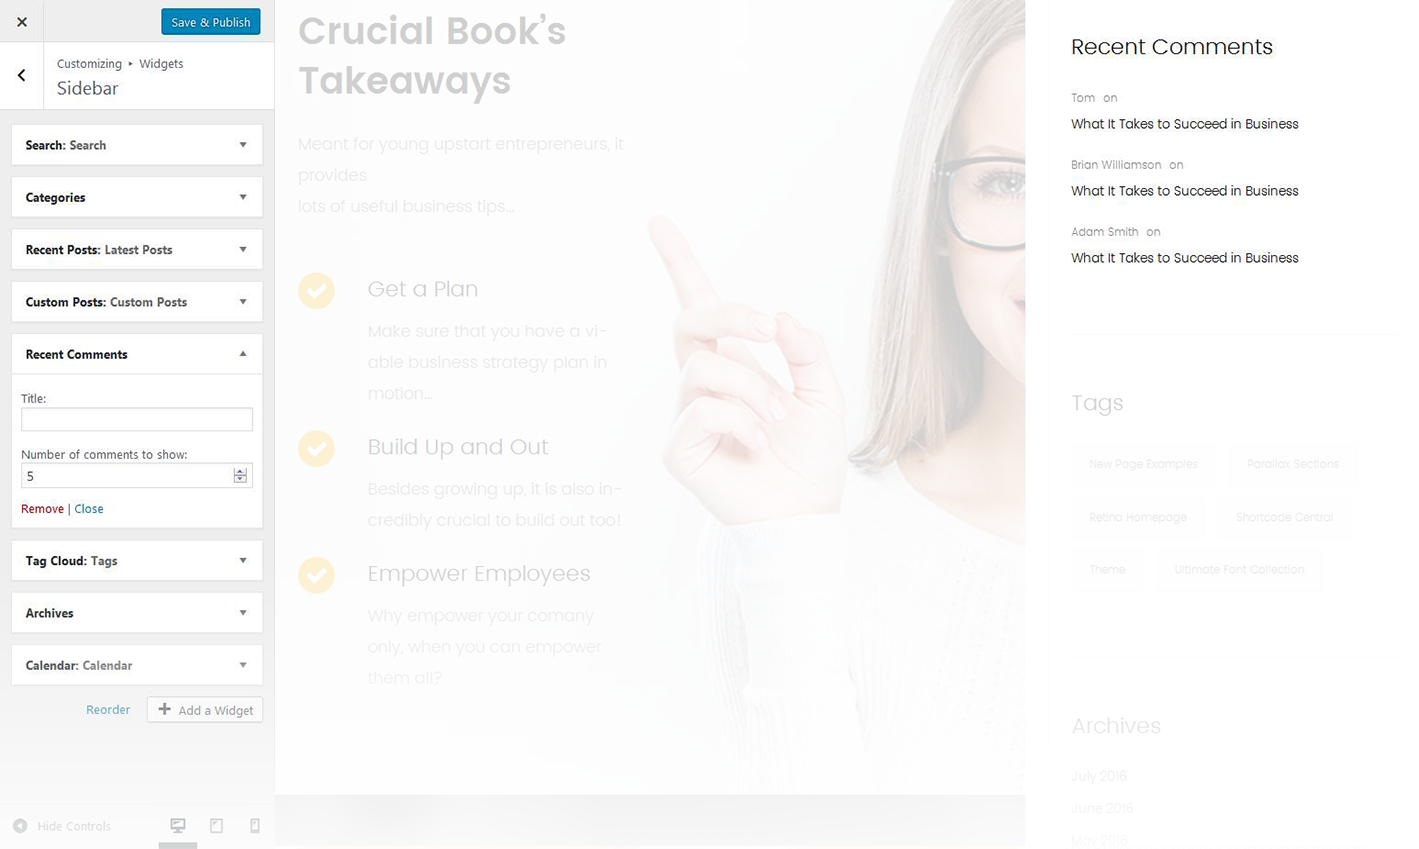 Save & Publish
Customizing ▸ Widgets
Sidebar
Search: Search
Categories
Recent Posts: Latest Posts
Custom Posts: Custom Posts
Recent Comments
Title:
Number of comments to show:
5
Remove | Close
Tag Cloud: Tags
Archives
Calendar: Calendar
Reorder
Add a Widget
Hide Controls
Crucial Book's
Takeaways
Meant for young upstart entrepreneurs, it
provides
lots of useful business tips...
Get a Plan
Make sure that you have a vi-
able business strategy plan in
motion...
Build Up and Out
Besides growing up, it is also in-
credibly crucial to build out too!
Empower Employees
Why empower your comany
only, when you can empower
them all?
Recent Comments
Tom on
What It Takes to Succeed in Business
Brian Williamson on
What It Takes to Succeed in Business
Adam Smith on
What It Takes to Succeed in Business
Tags
New Page Examples
Parallax Sections
Retina Homepage
Shortcode Central
Theme
Ultimate Font Collection
Archives
July 2016
June 2016
May 2016